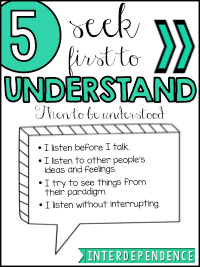 5
seek
first to
UNDERSTAND
Then to be understood
• I listen before I talk.
• I listen to other people's
ideas and feelings.
• I try to see things from
their paradigm.
• I listen without interrupting.
INTERDEPENDENCE